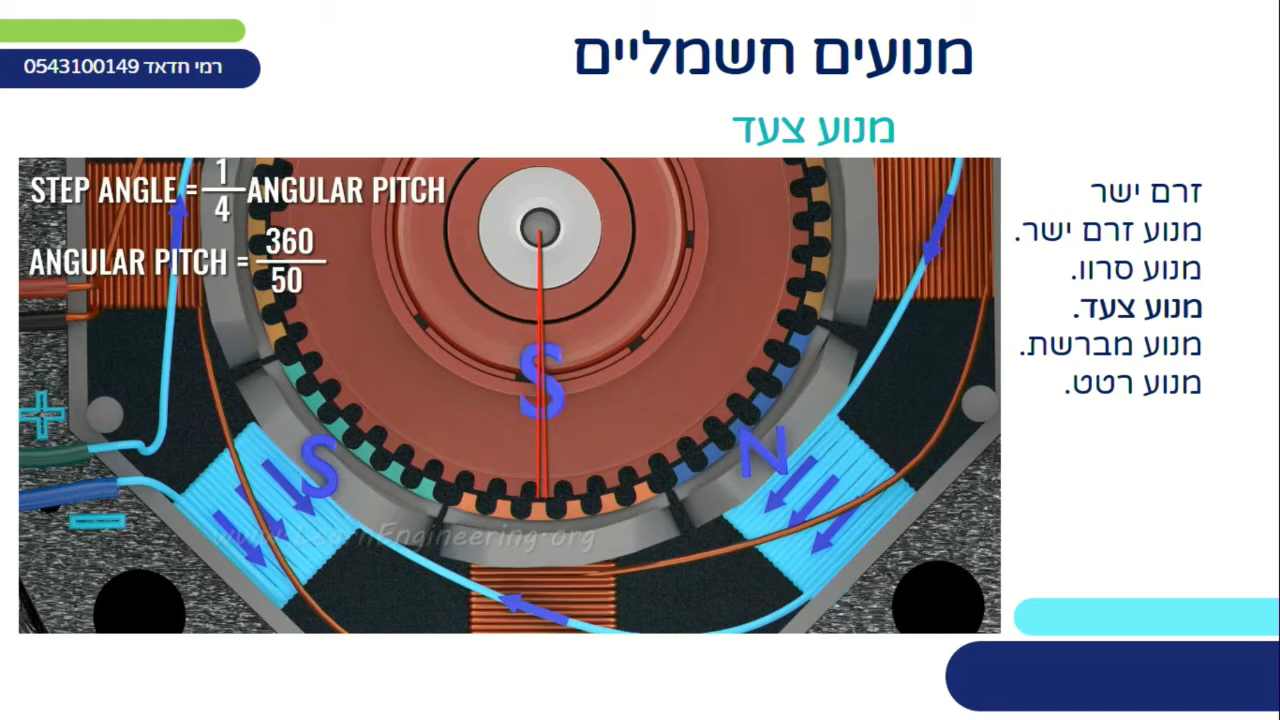 רמי חדאד 0543100149
מנועים חשמליים
מנוע צעד
STEP ANGLE = 1/4 ANGULAR PITCH
ANGULAR PITCH = 360/50
S
S
N
www.LearnEngineering.org
זרם ישר
מנוע זרם ישר.
מנוע סרוו.
מנוע צעד.
מנוע מברשת.
מנוע רטט.